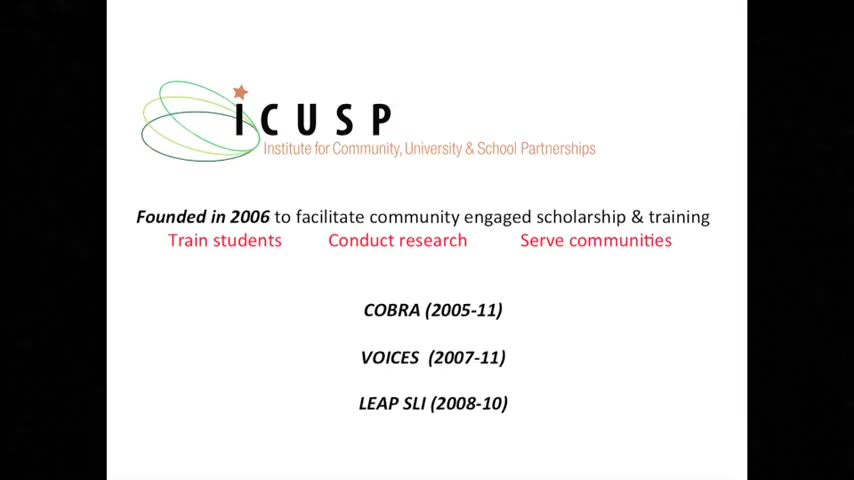 ICUSP
Institute for Community, University & School Partnerships
Founded in 2006 to facilitate community engaged scholarship & training
Train students Conduct research Serve communities
COBRA (2005-11)
VOICES (2007-11)
LEAP SLI (2008-10)